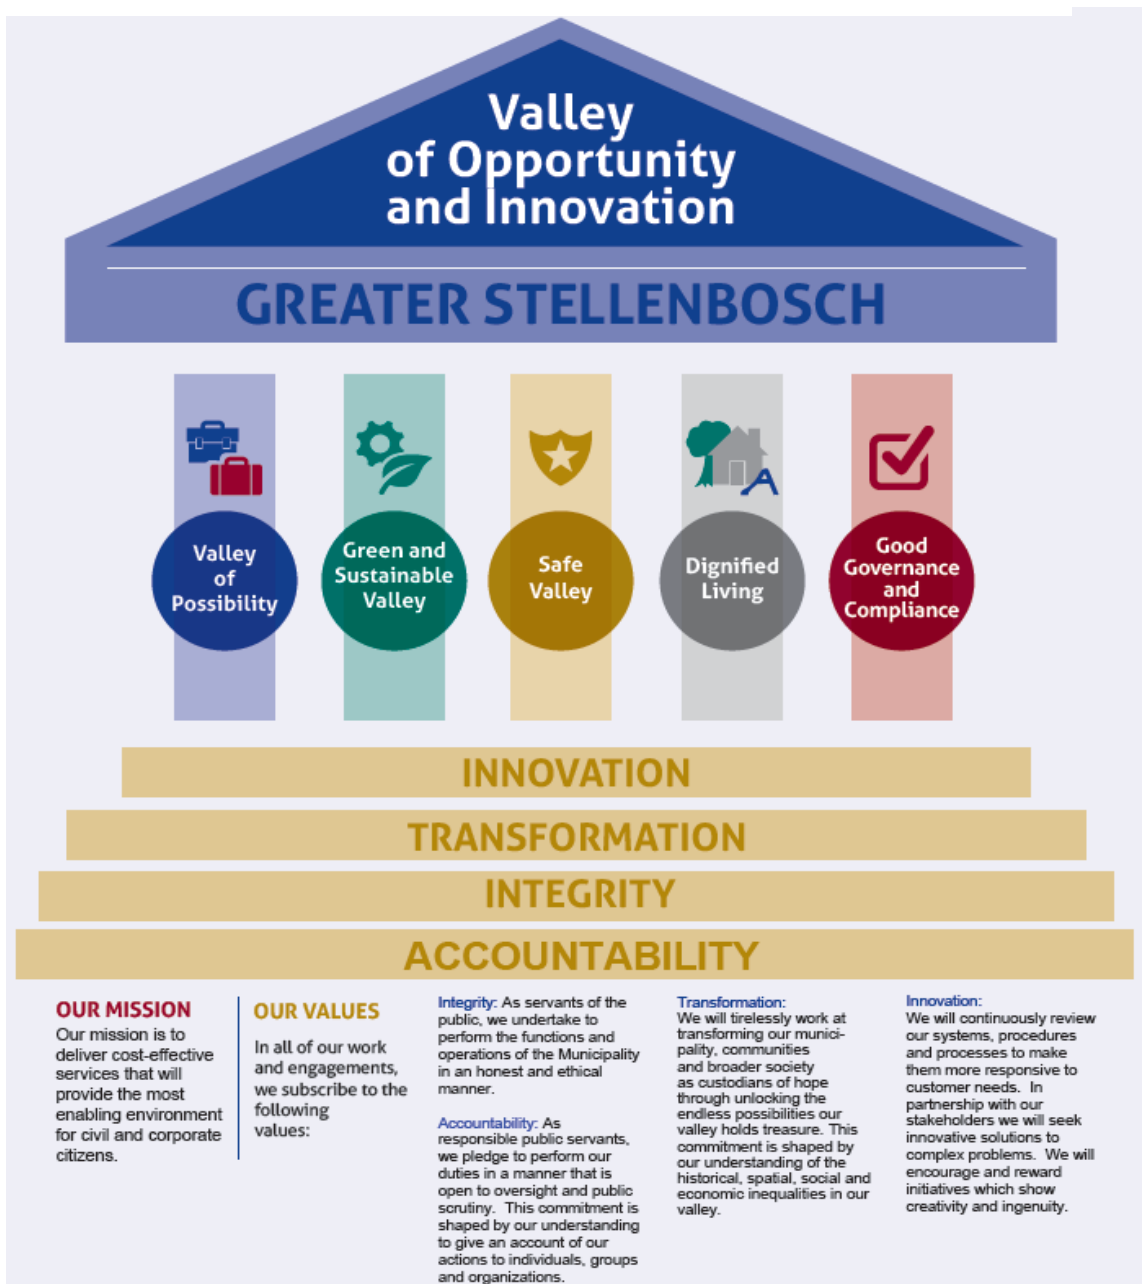 Valley
of Opportunity
and Innovation
GREATER STELLENBOSCH
Valley
of
Possibility
Green and
Sustainable
Valley
Safe
Valley
Dignified
Living
Good
Governance
and
Compliance
INNOVATION
TRANSFORMATION
INTEGRITY
ACCOUNTABILITY
OUR MISSION
Our mission is to
deliver cost-effective
services that will
provide the most
enabling environment
for civil and corporate
citizens.
OUR VALUES
In all of our work
and engagements,
we subscribe to the
following
values:
Integrity: As servants of the
public, we undertake to
perform the functions and
operations of the Municipality
in an honest and ethical
manner.
Accountability: As
responsible public servants,
we pledge to perform our
duties in a manner that is
open to oversight and public
scrutiny.  This commitment is
shaped by our understanding
to give an account of our
actions to individuals, groups
and organizations.
Transformation:
We will tirelessly work at
transforming our munici-
pality, communities
and broader society
as custodians of hope
through unlocking the
endless possibilities our
valley holds treasure. This
commitment is shaped by
our understanding of the
historical, spatial, social and
economic inequalities in our
valley.
Innovation:
We will continuously review
our systems, procedures
and processes to make
them more responsive to
customer needs.  In
partnership with our
stakeholders we will seek
innovative solutions to
complex problems.  We will
encourage and reward
initiatives which show
creativity and ingenuity.